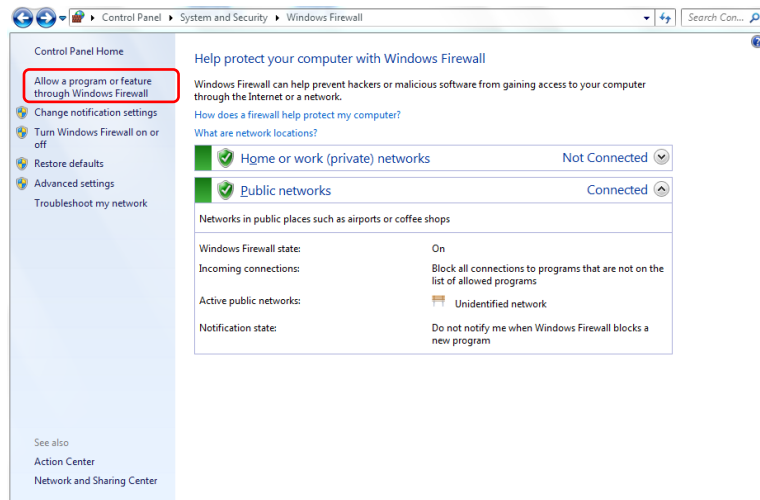 Control Panel ▸ System and Security ▸ Windows Firewall
Search Con...
Control Panel Home
Allow a program or feature
through Windows Firewall
Change notification settings
Turn Windows Firewall on or
off
Restore defaults
Advanced settings
Troubleshoot my network
See also
Action Center
Network and Sharing Center
Help protect your computer with Windows Firewall
Windows Firewall can help prevent hackers or malicious software from gaining access to your computer
through the Internet or a network.
How does a firewall help protect my computer?
What are network locations?
Home or work (private) networks Not Connected
Public networks Connected
Networks in public places such as airports or coffee shops
Windows Firewall state: On
Incoming connections: Block all connections to programs that are not on the
list of allowed programs
Active public networks: Unidentified network
Notification state: Do not notify me when Windows Firewall blocks a
new program